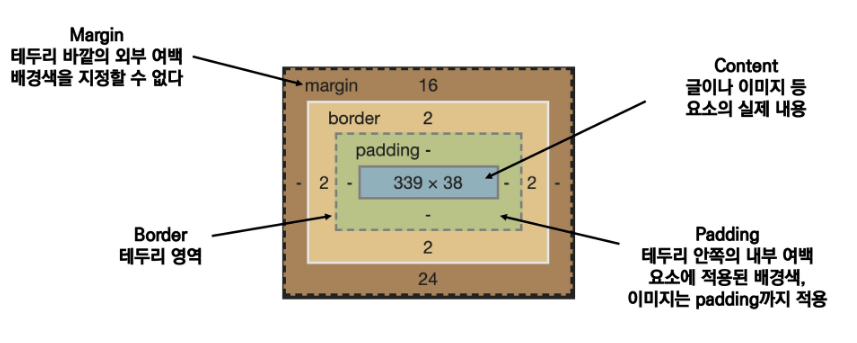 Margin
테두리 바깥의 외부 여백
배경색을 지정할 수 없다
Content
글이나 이미지 등
요소의 실제 내용
margin 16
border 2
padding -
- 2 - 339 × 38 - 2 -
-
2
24
Border
테두리 영역
Padding
테두리 안쪽의 내부 여백
요소에 적용된 배경색,
이미지는 padding까지 적용